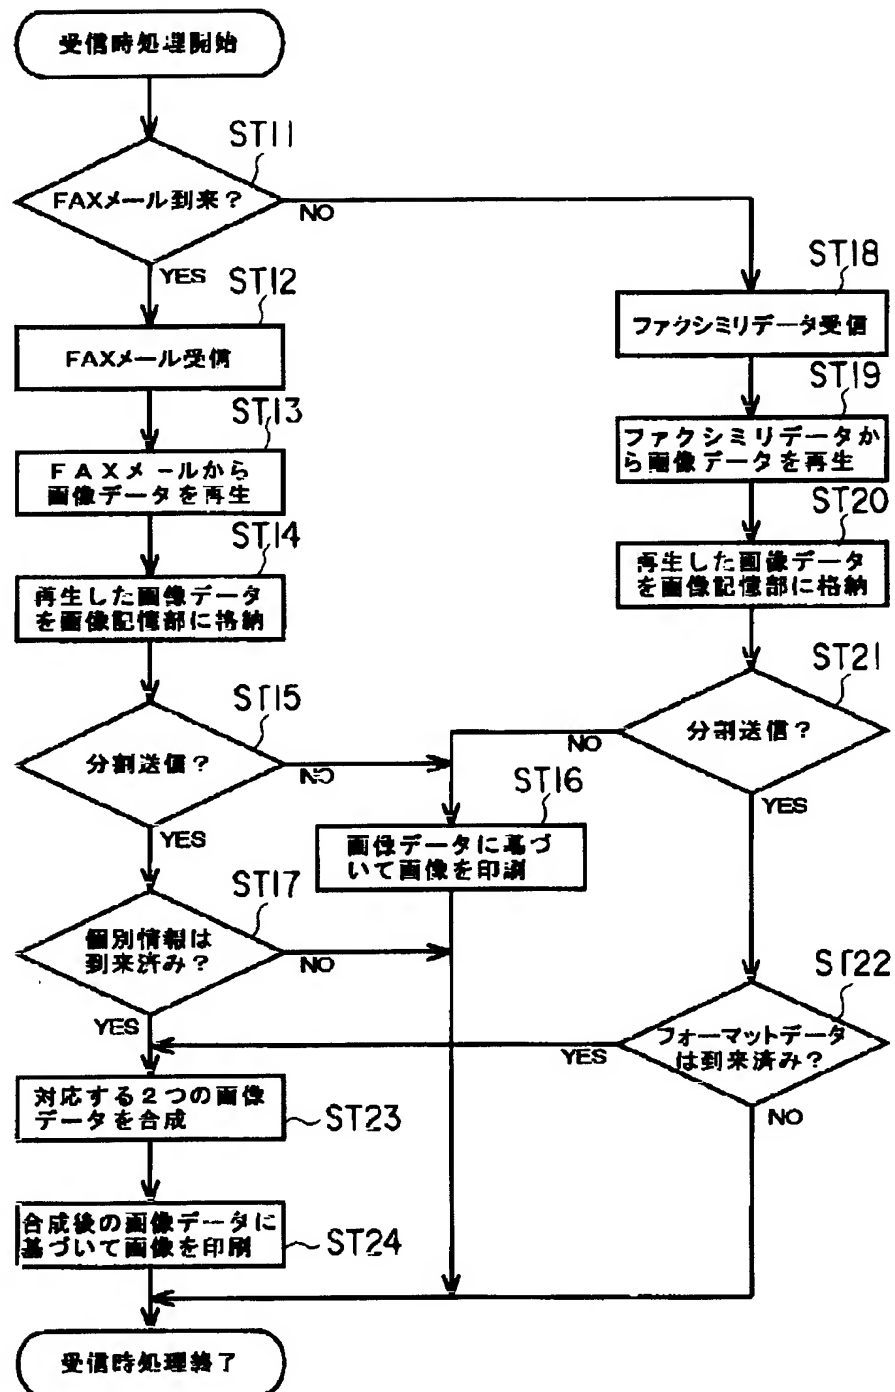 受信時処理開始
ST11
FAXメール到来?
NO
YES
ST12
FAXメール受信
ST13
FAXメールから
画像データを再生
ST14
再生した画像データ
を画像記憶部に格納
ST15
分割送信?
NO
YES
ST17
個別情報は
到来済み?
NO
YES
ST16
画像データに基づ
いて画像を印刷
ST18
ファクシミリデータ受信
ST19
ファクシミリデータか
ら画像データを再生
ST20
再生した画像データ
を画像記憶部に格納
ST21
分割送信?
NO
YES
ST22
フォーマットデータ
は到来済み?
YES
NO
対応する2つの画像
データを合成
ST23
合成後の画像データに
基づいて画像を印刷
ST24
受信時処理終了